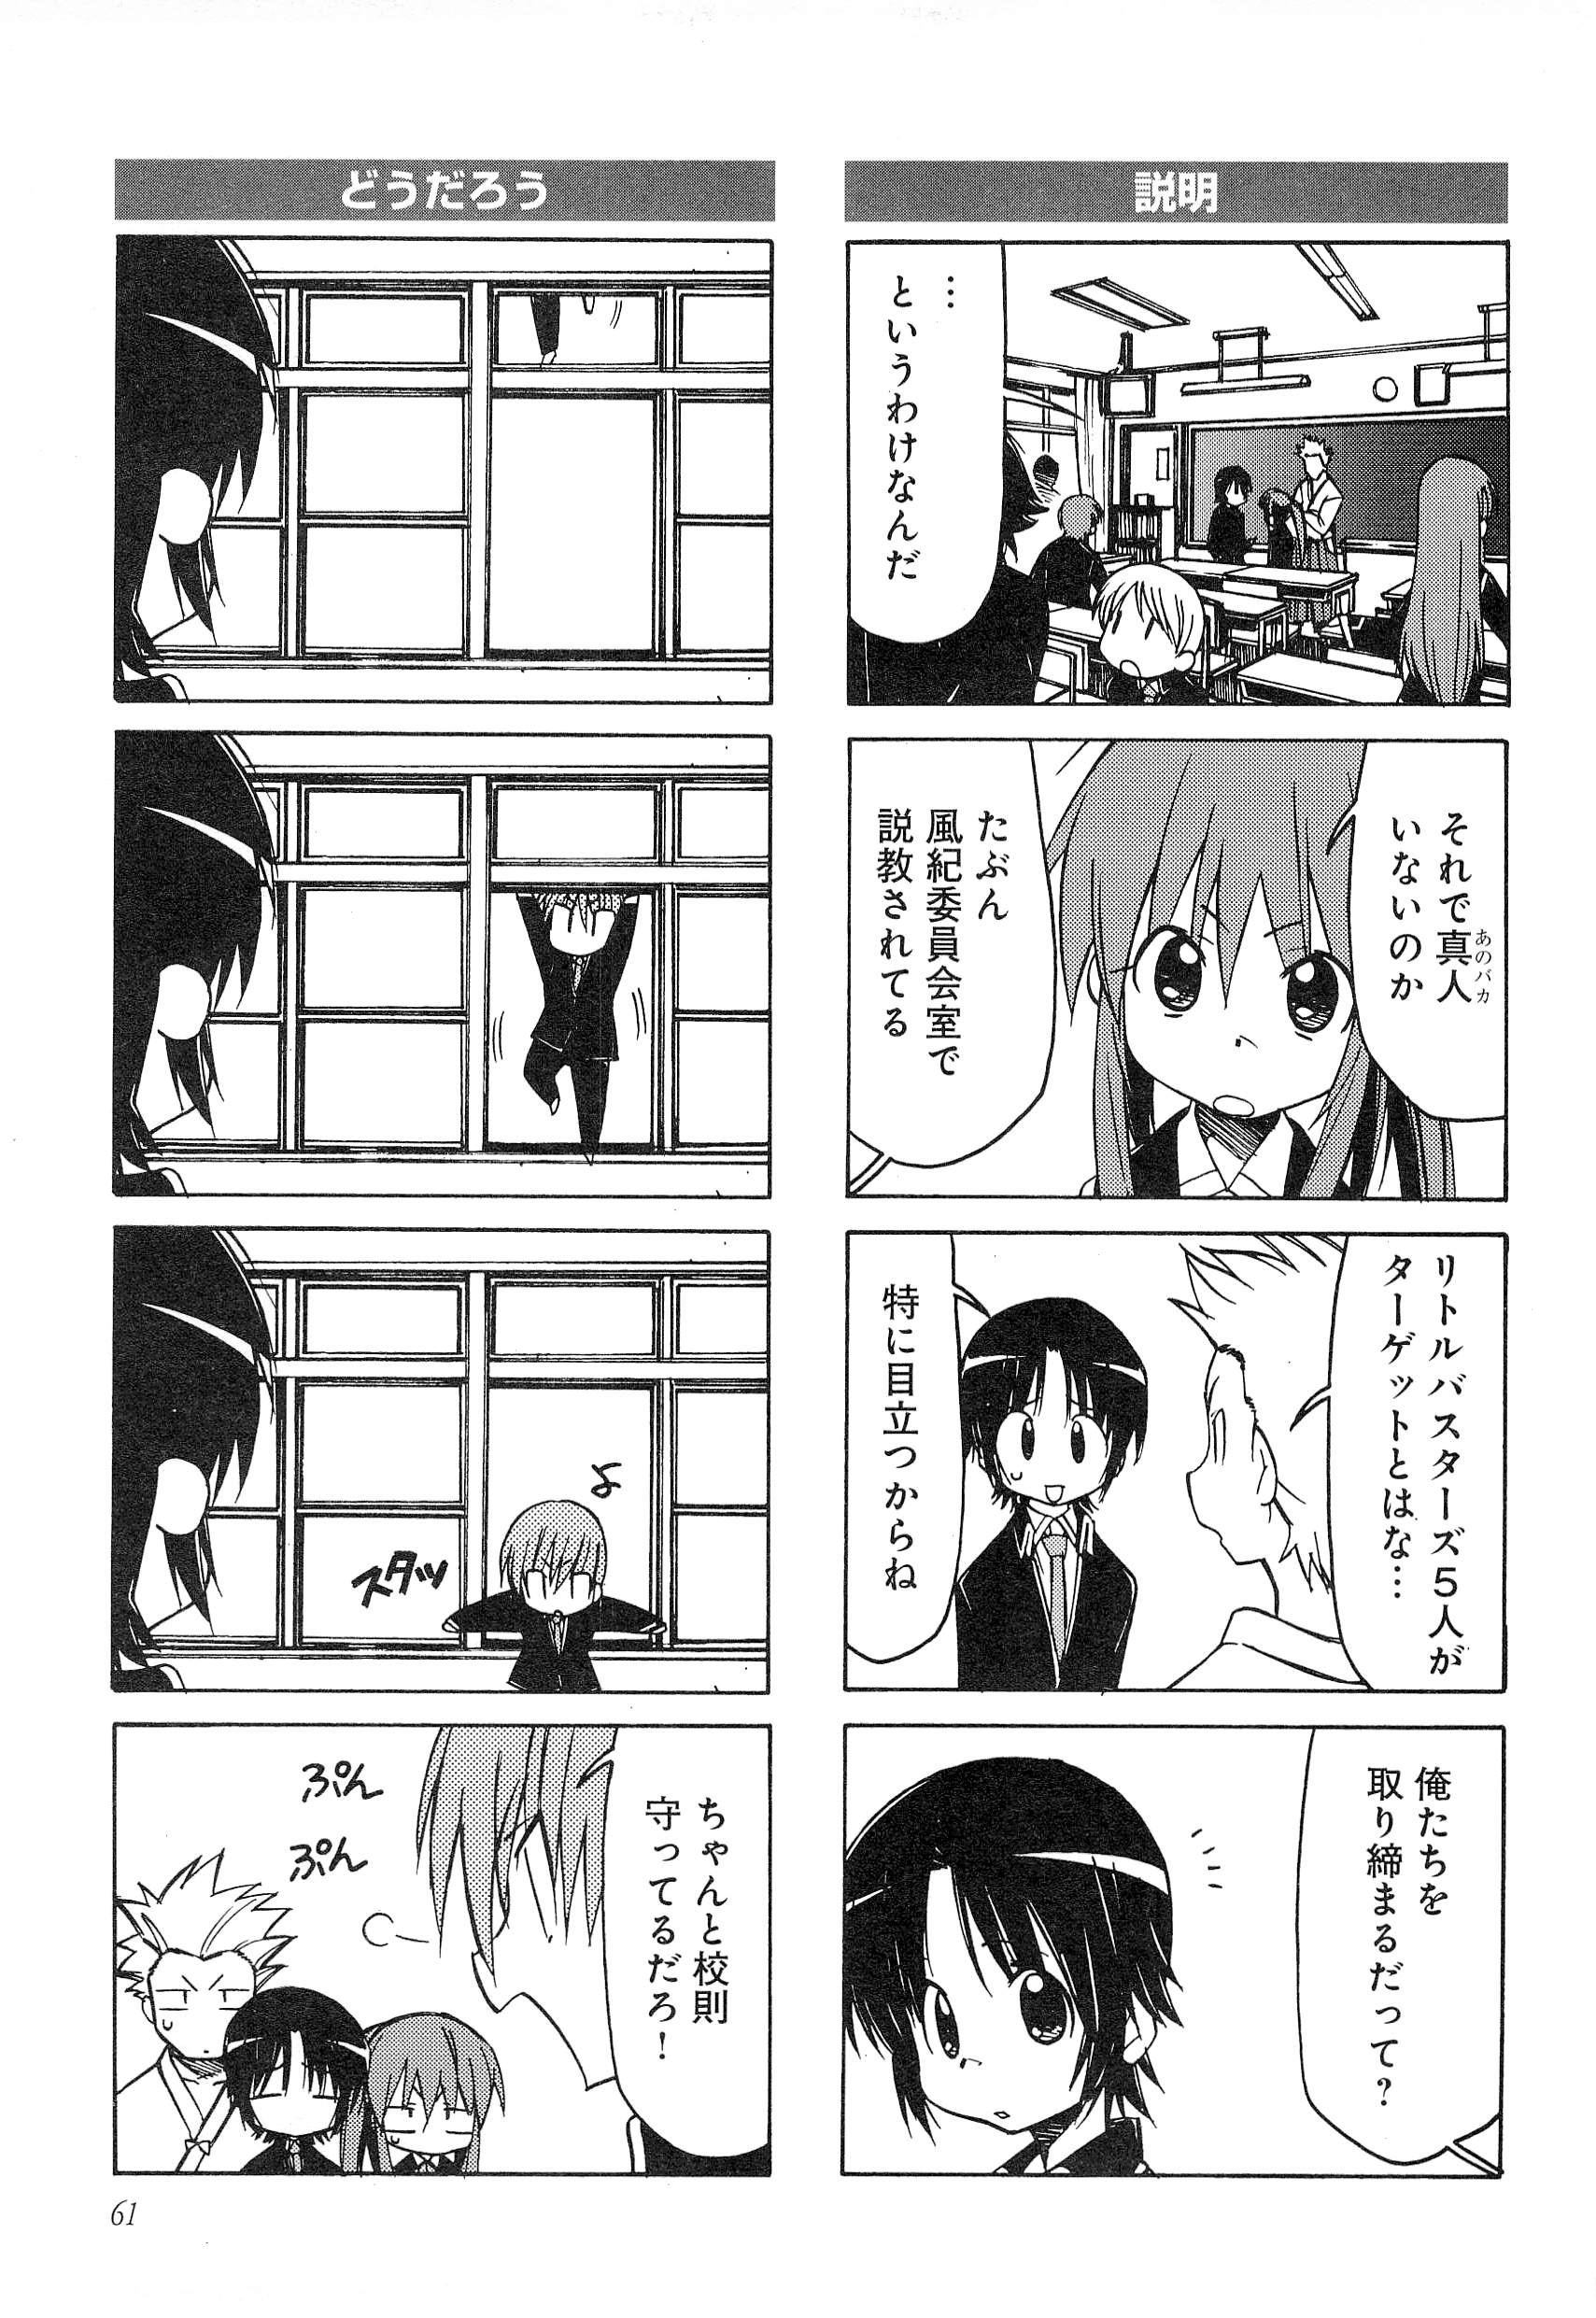 説明
…
というわけなんだ
それで真人
あのバカ
いないのか
たぶん
風紀委員会室で
説教されてる
リトルバスターズ5人が
ターゲットとはな…
特に目立つからね
俺たちを
取り締まるだって?
どうだろう
よ
スタッ
ちゃんと校則
守ってるだろ!
ぷん
ぷん
61